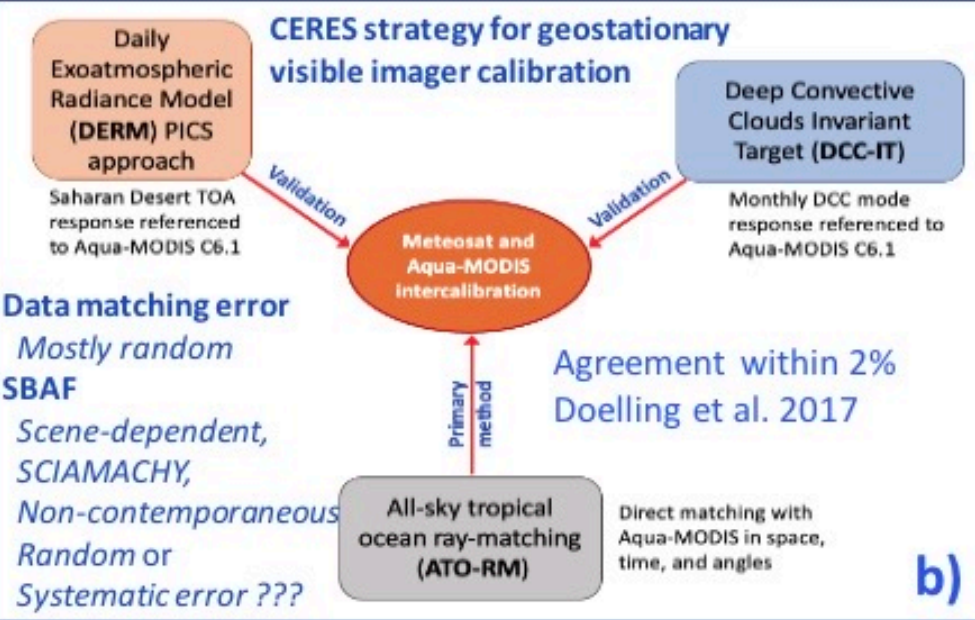 CERES strategy for geostationary
visible imager calibration
Daily
Exoatmospheric
Radiance Model
(DERM) PICS
approach
Saharan Desert TOA
response referenced
to Aqua-MODIS C6.1
Validation
Deep Convective
Clouds Invariant
Target (DCC-IT)
Monthly DCC mode
response referenced to
Aqua-MODIS C6.1
Validation
Meteosat and
Aqua-MODIS
intercalibration
Data matching error
Mostly random
SBAF
Scene-dependent,
SCIAMACHY,
Non-contemporaneous
Random or
Systematic error ???
Primary
method
Agreement within 2%
Doelling et al. 2017
All-sky tropical
ocean ray-matching
(ATO-RM)
Direct matching with
Aqua-MODIS in space,
time, and angles
b)